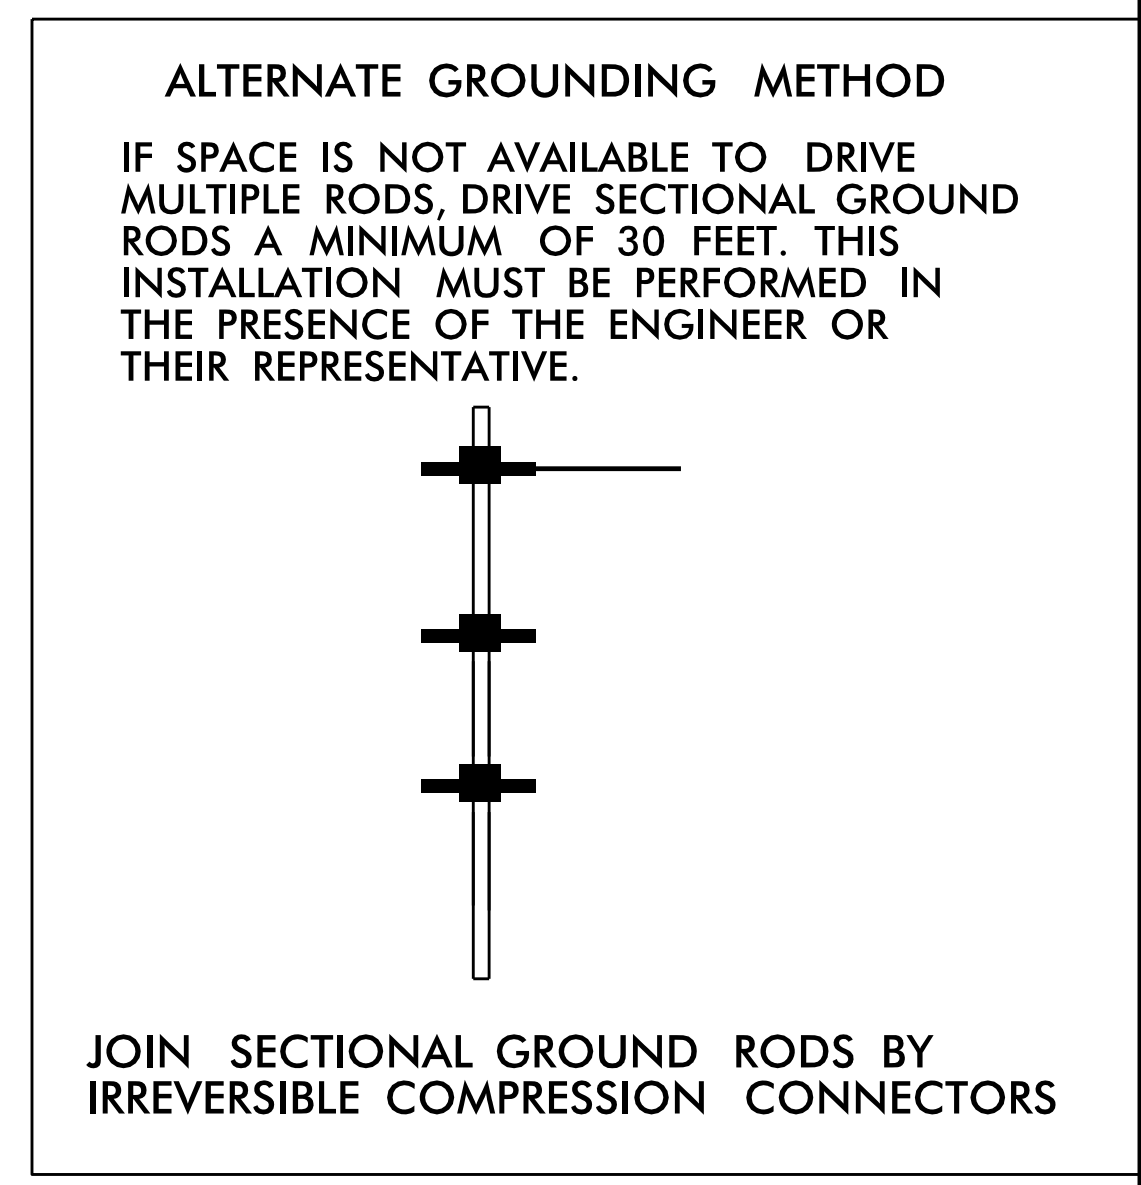 ALTERNATE GROUNDING METHOD
IF SPACE IS NOT AVAILABLE TO DRIVE
MULTIPLE RODS, DRIVE SECTIONAL GROUND
RODS A MINIMUM OF 30 FEET. THIS
INSTALLATION MUST BE PERFORMED IN
THE PRESENCE OF THE ENGINEER OR
THEIR REPRESENTATIVE.
JOIN SECTIONAL GROUND RODS BY
IRREVERSIBLE COMPRESSION CONNECTORS